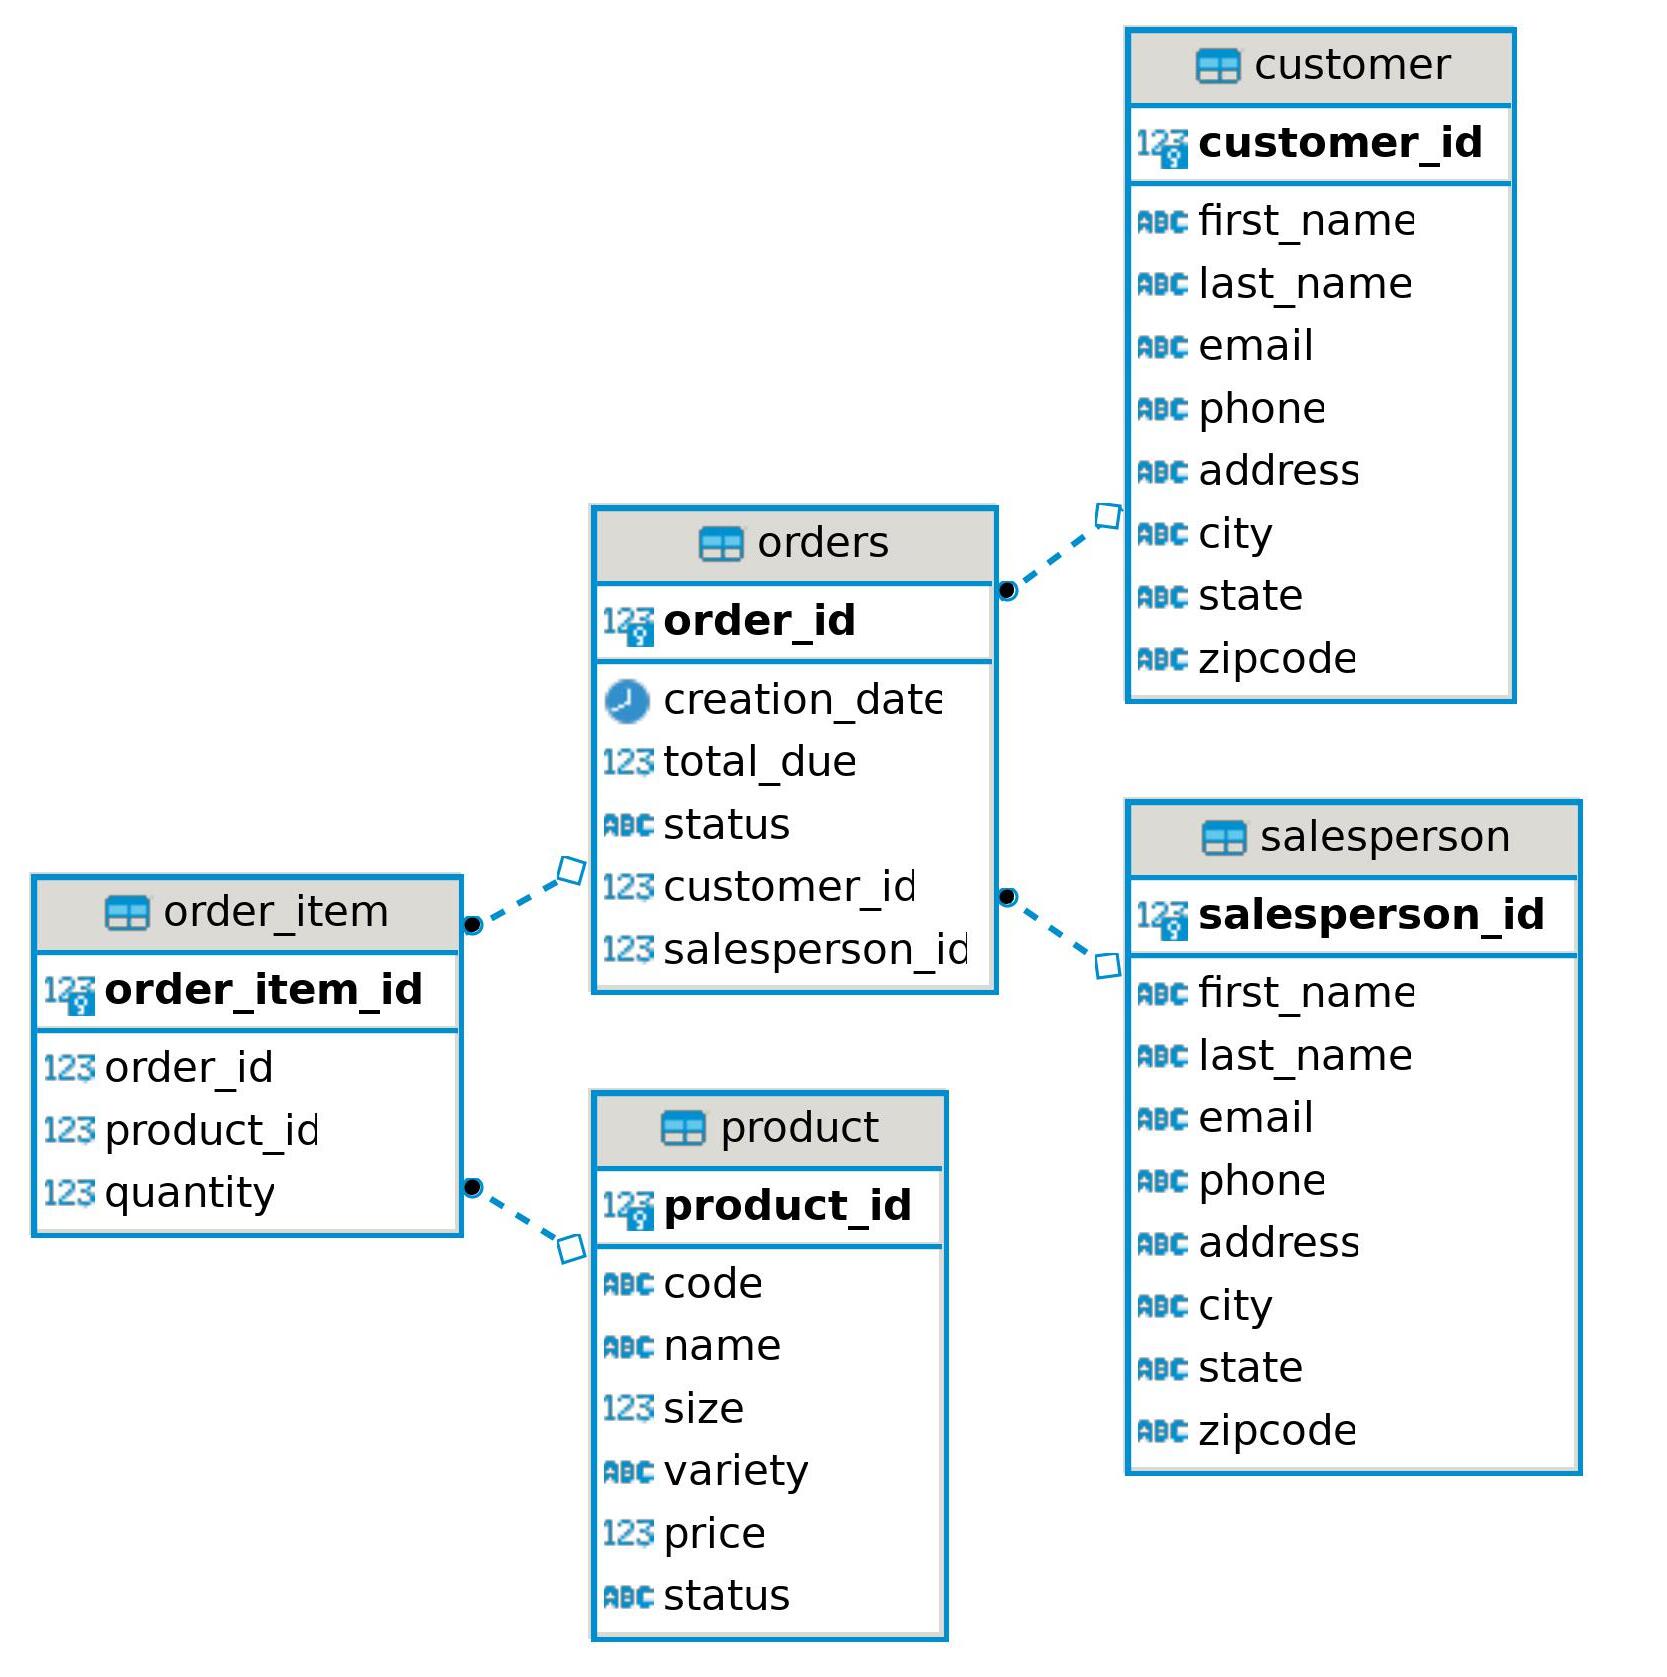 customer
123 customer_id
ABC first_name
ABC last_name
ABC email
ABC phone
ABC address
ABC city
ABC state
ABC zipcode
orders
123 order_id
creation_date
123 total_due
ABC status
123 customer_id
123 salesperson_id
salesperson
123 salesperson_id
ABC first_name
ABC last_name
ABC email
ABC phone
ABC address
ABC city
ABC state
ABC zipcode
order_item
123 order_item_id
123 order_id
123 product_id
123 quantity
product
123 product_id
ABC code
ABC name
123 size
ABC variety
123 price
ABC status